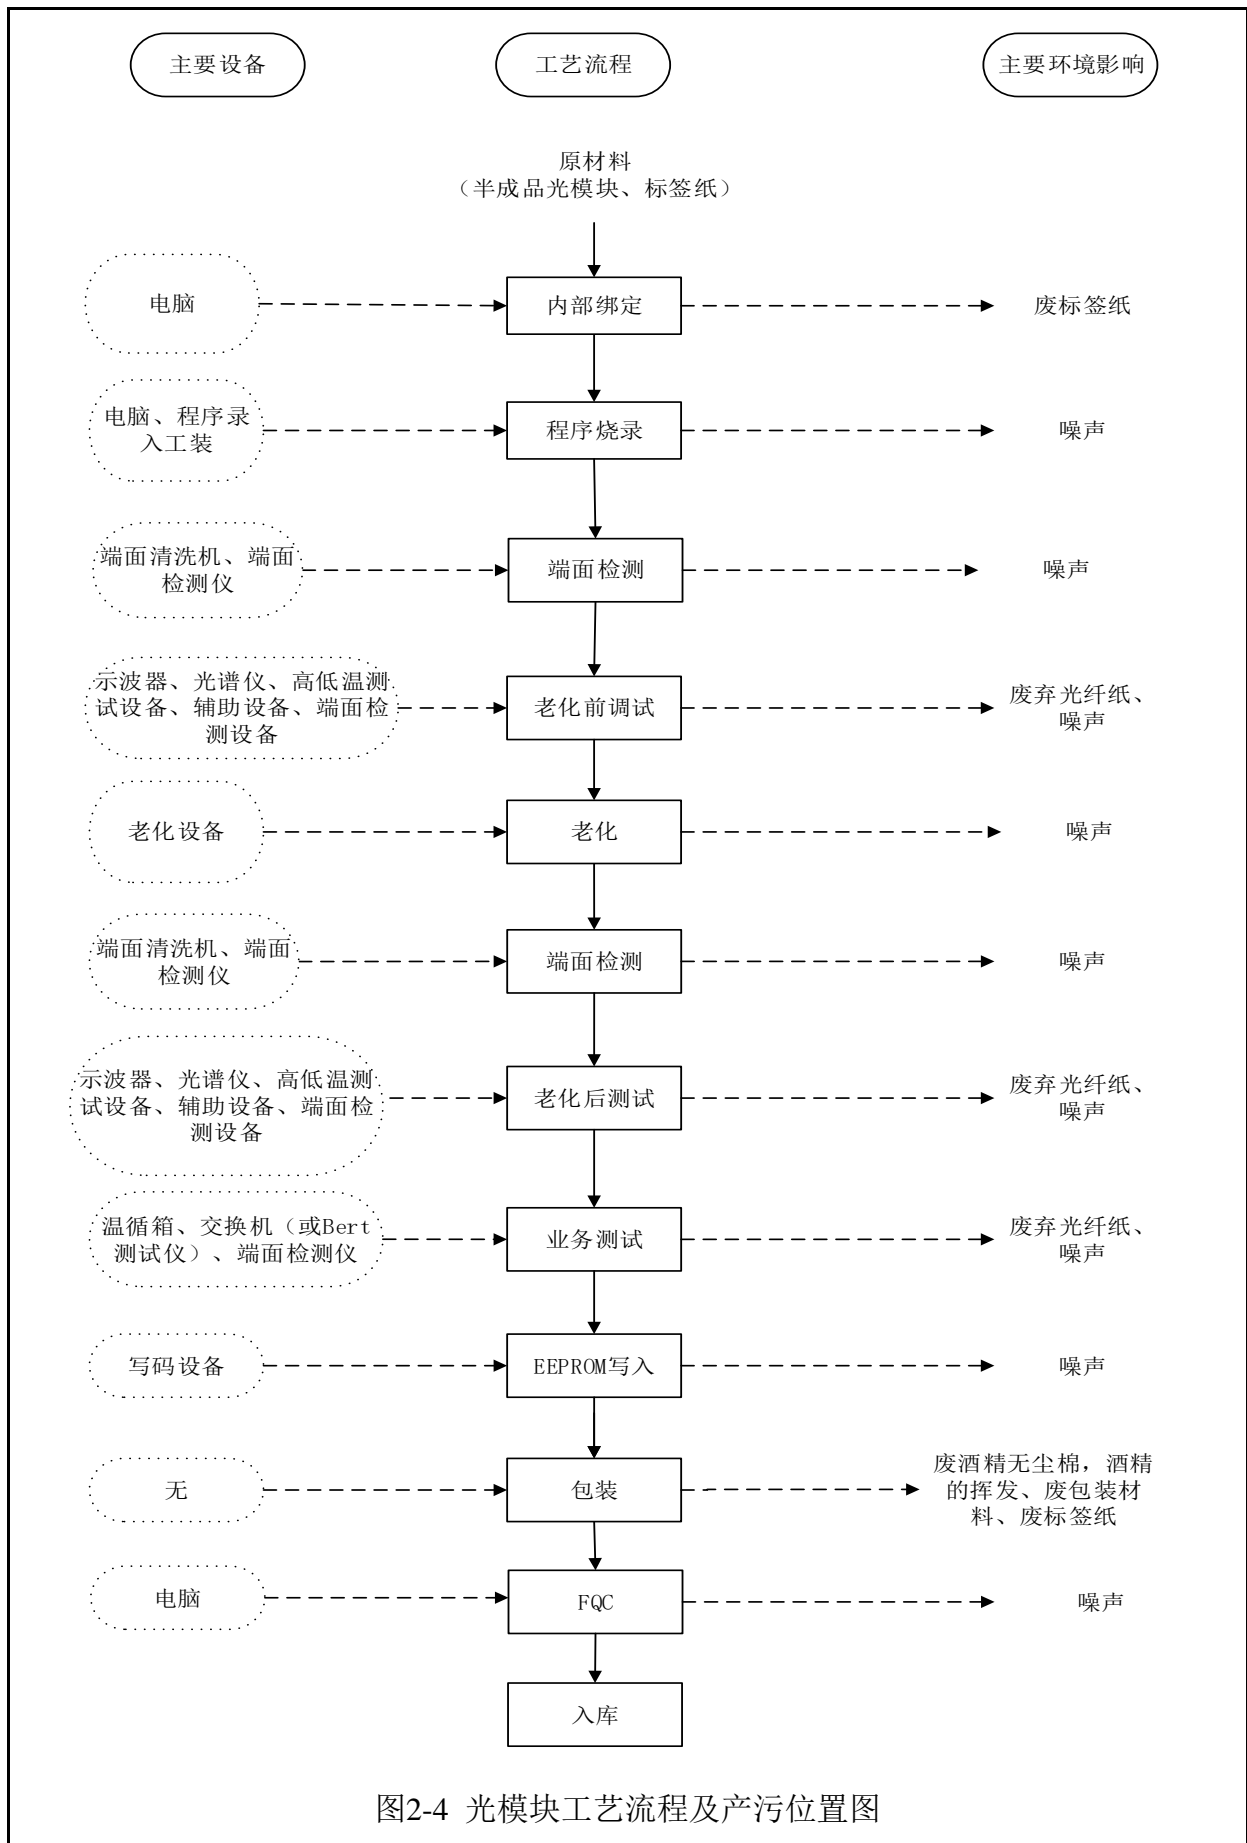 主要设备
工艺流程
主要环境影响
原材料
（半成品光模块、标签纸）
电脑
内部绑定
废标签纸
电脑、程序录
入工装
程序烧录
噪声
端面清洗机、端面
检测仪
端面检测
噪声
示波器、光谱仪、高低温测
试设备、辅助设备、端面检
测设备
老化前调试
废弃光纤纸、
噪声
老化设备
老化
噪声
端面清洗机、端面
检测仪
端面检测
噪声
示波器、光谱仪、高低温测
试设备、辅助设备、端面检
测设备
老化后测试
废弃光纤纸、
噪声
温循箱、交换机（或Bert
测试仪）、端面检测仪
业务测试
废弃光纤纸、
噪声
写码设备
EEPROM写入
噪声
无
包装
废酒精无尘棉，酒精
的挥发、废包装材
料、废标签纸
电脑
FQC
噪声
入库
图2-4 光模块工艺流程及产污位置图